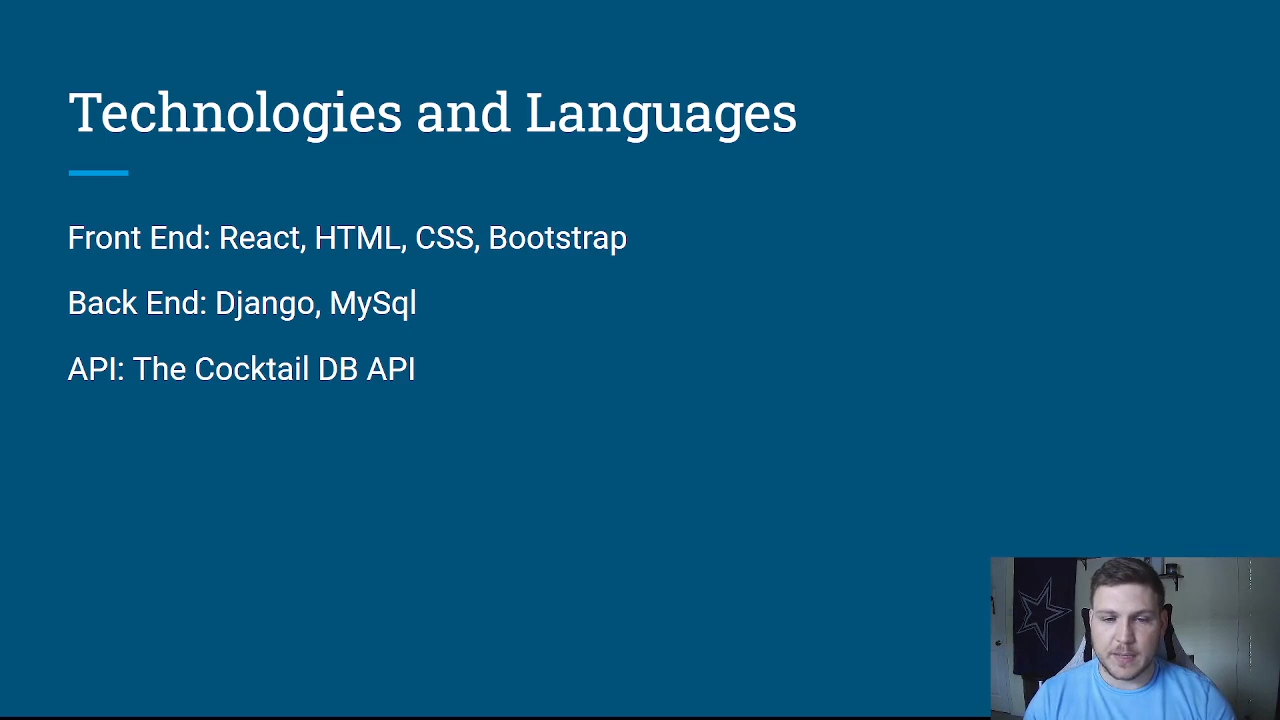 Technologies and Languages
Front End: React, HTML, CSS, Bootstrap
Back End: Django, MySql
API: The Cocktail DB API